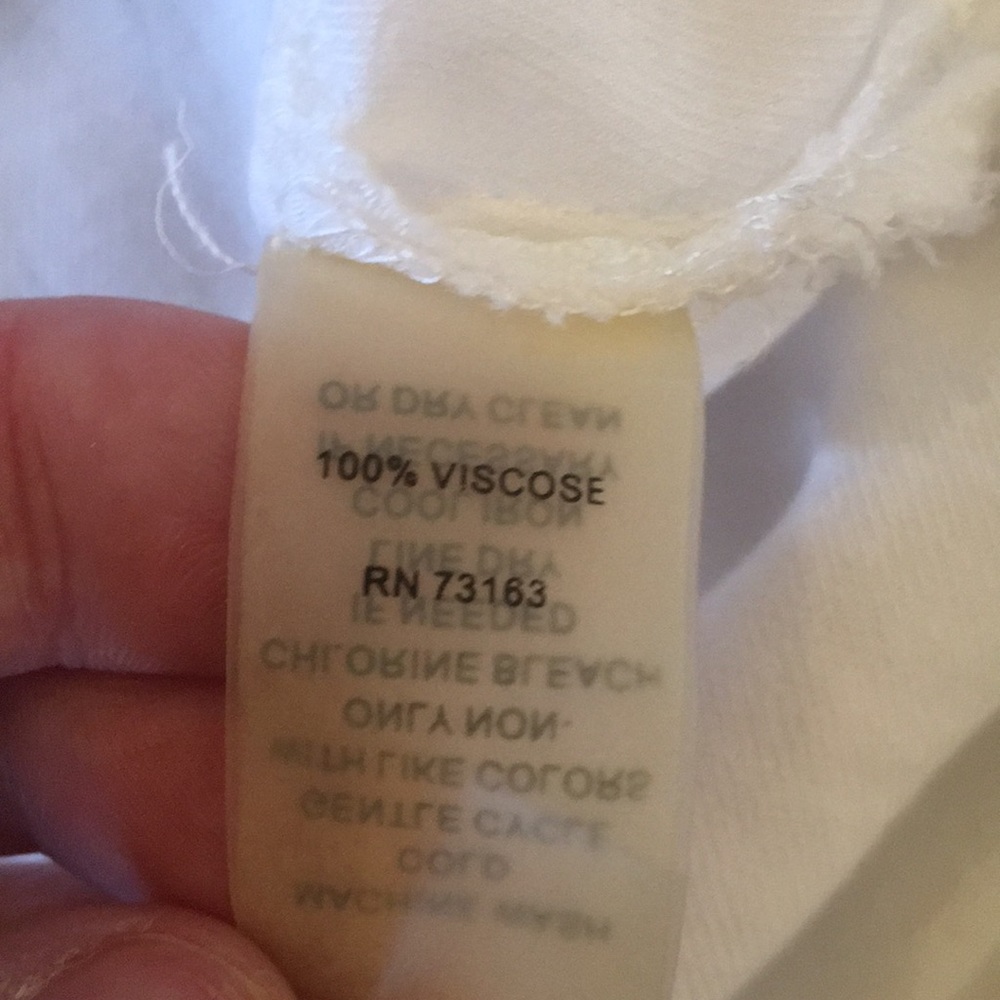 100% VISCOSE
RN 73163
MACHINE WASH
COLD
GENTLE CYCLE
WITH LIKE COLORS
ONLY NON-
CHLORINE BLEACH
IF NEEDED
LINE DRY
COOL IRON
IF NECESSARY
OR DRY CLEAN